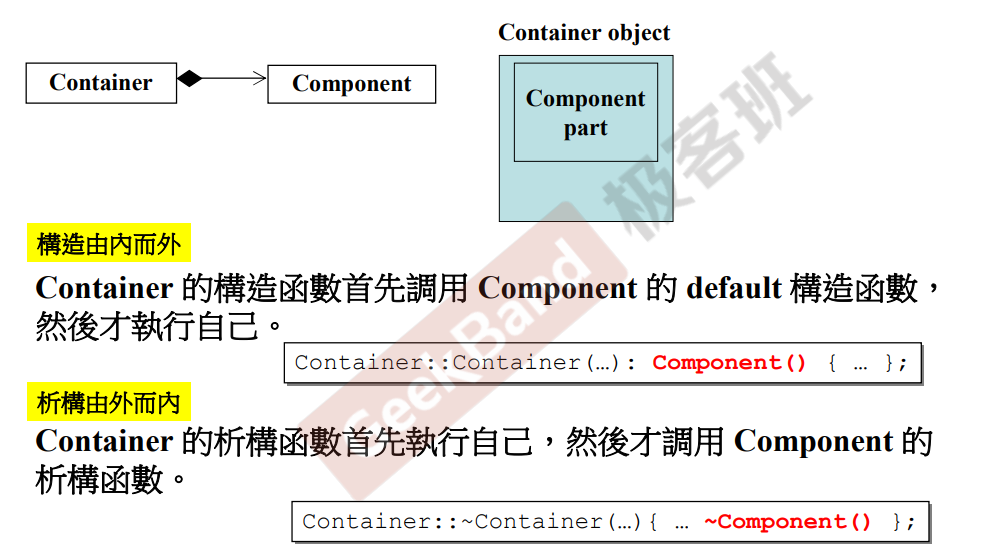 Container object
Container
Component
Component
part
構造由內而外
Container 的構造函數首先調用 Component 的 default 構造函數，
然後才執行自己。
Container::Container(…): Component() { … };
析構由外而內
Container 的析構函數首先執行自己，然後才調用 Component 的
析構函數。
Container::~Container(…){ … ~Component() };
SeekBand 极客班